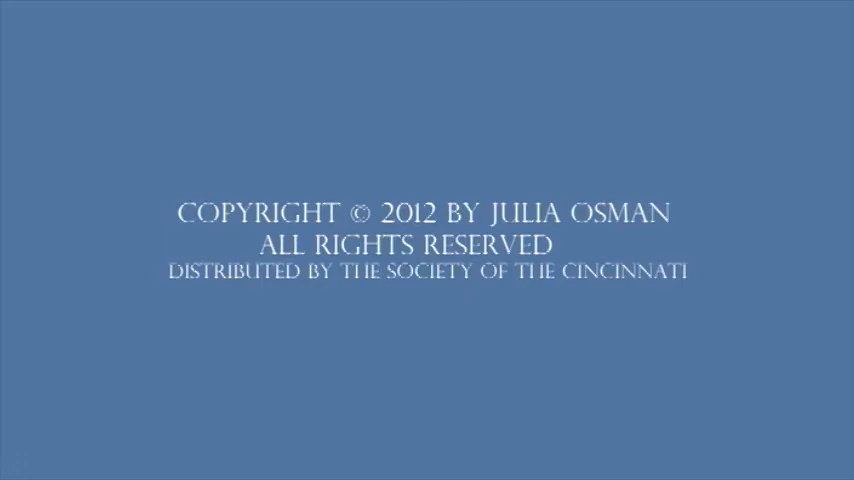 COPYRIGHT © 2012 BY JULIA OSMAN
ALL RIGHTS RESERVED
DISTRIBUTED BY THE SOCIETY OF THE CINCINNATI